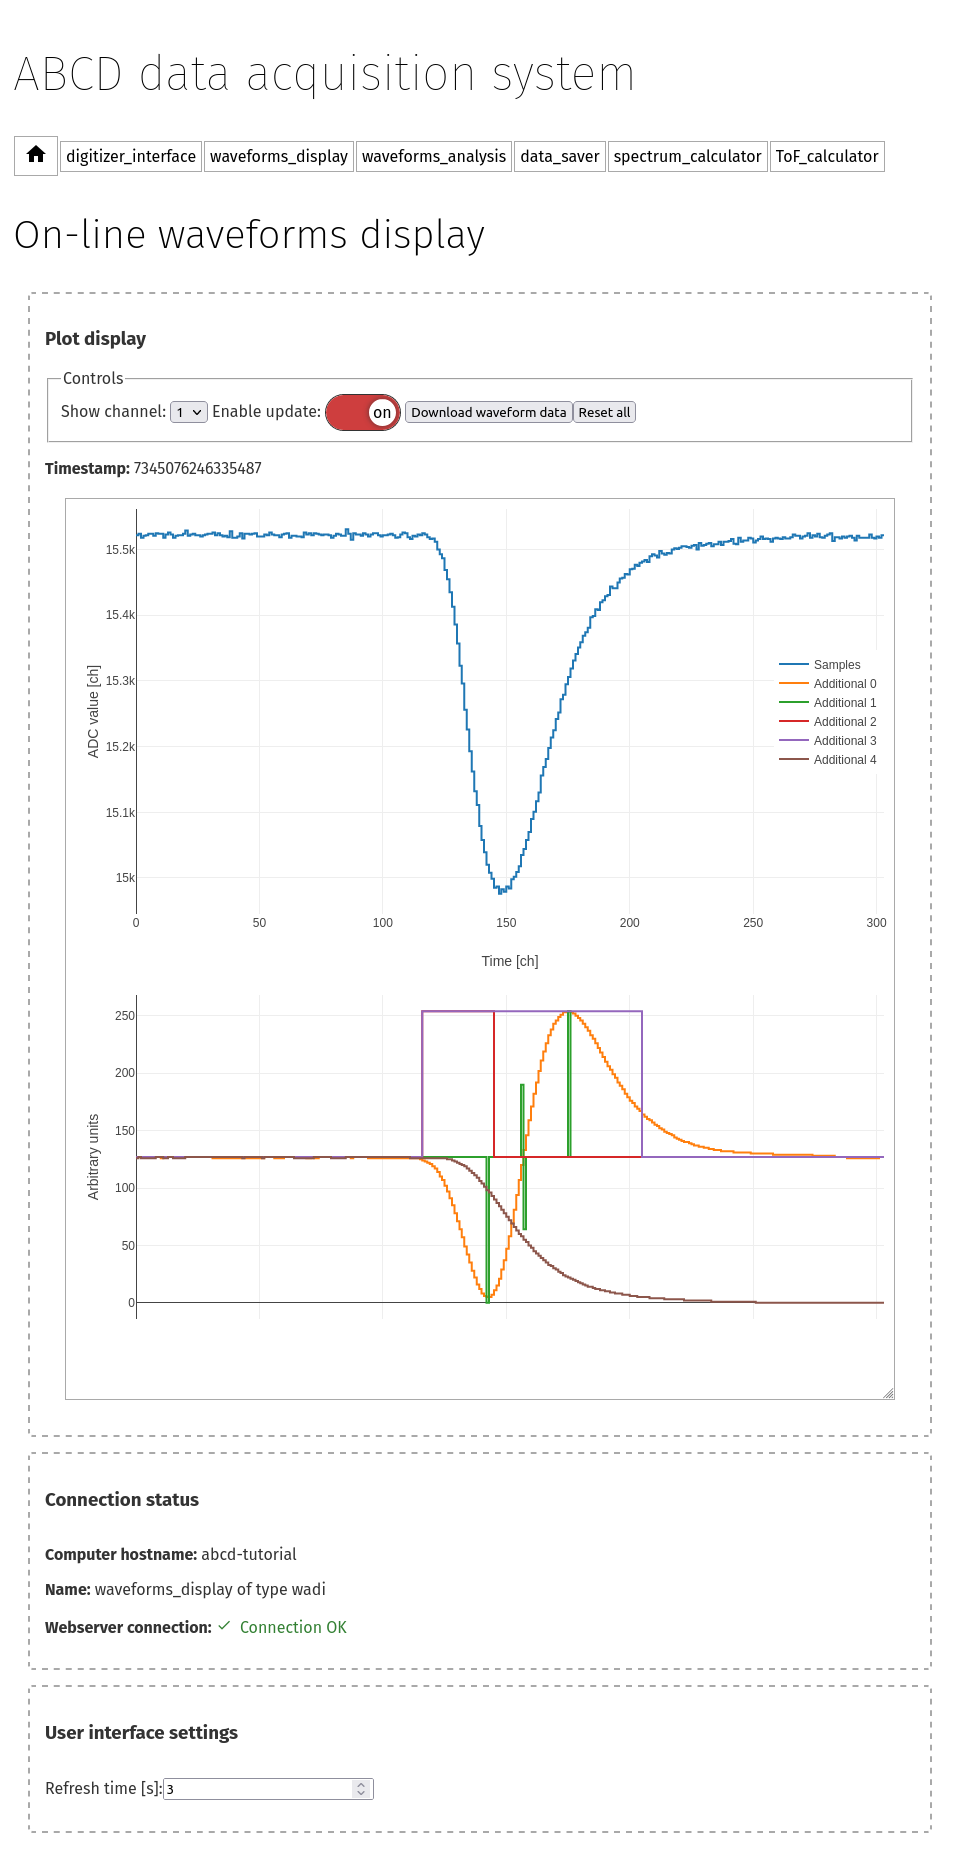 ABCD data acquisition system
digitizer_interface waveforms_display waveforms_analysis data_saver spectrum_calculator ToF_calculator
On-line waveforms display
Plot display
Controls
Show channel: 1 Enable update: on Download waveform data Reset all
Timestamp: 7345076246335487
15.5k
15.4k
15.3k
15.2k
15.1k
15k
ADC value [ch]
Samples
Additional 0
Additional 1
Additional 2
Additional 3
Additional 4
0 50 100 150 200 250 300
Time [ch]
250
200
150
100
50
0
Arbitrary units
Connection status
Computer hostname: abcd-tutorial
Name: waveforms_display of type wadi
Webserver connection: ✓ Connection OK
User interface settings
Refresh time [s]: 3